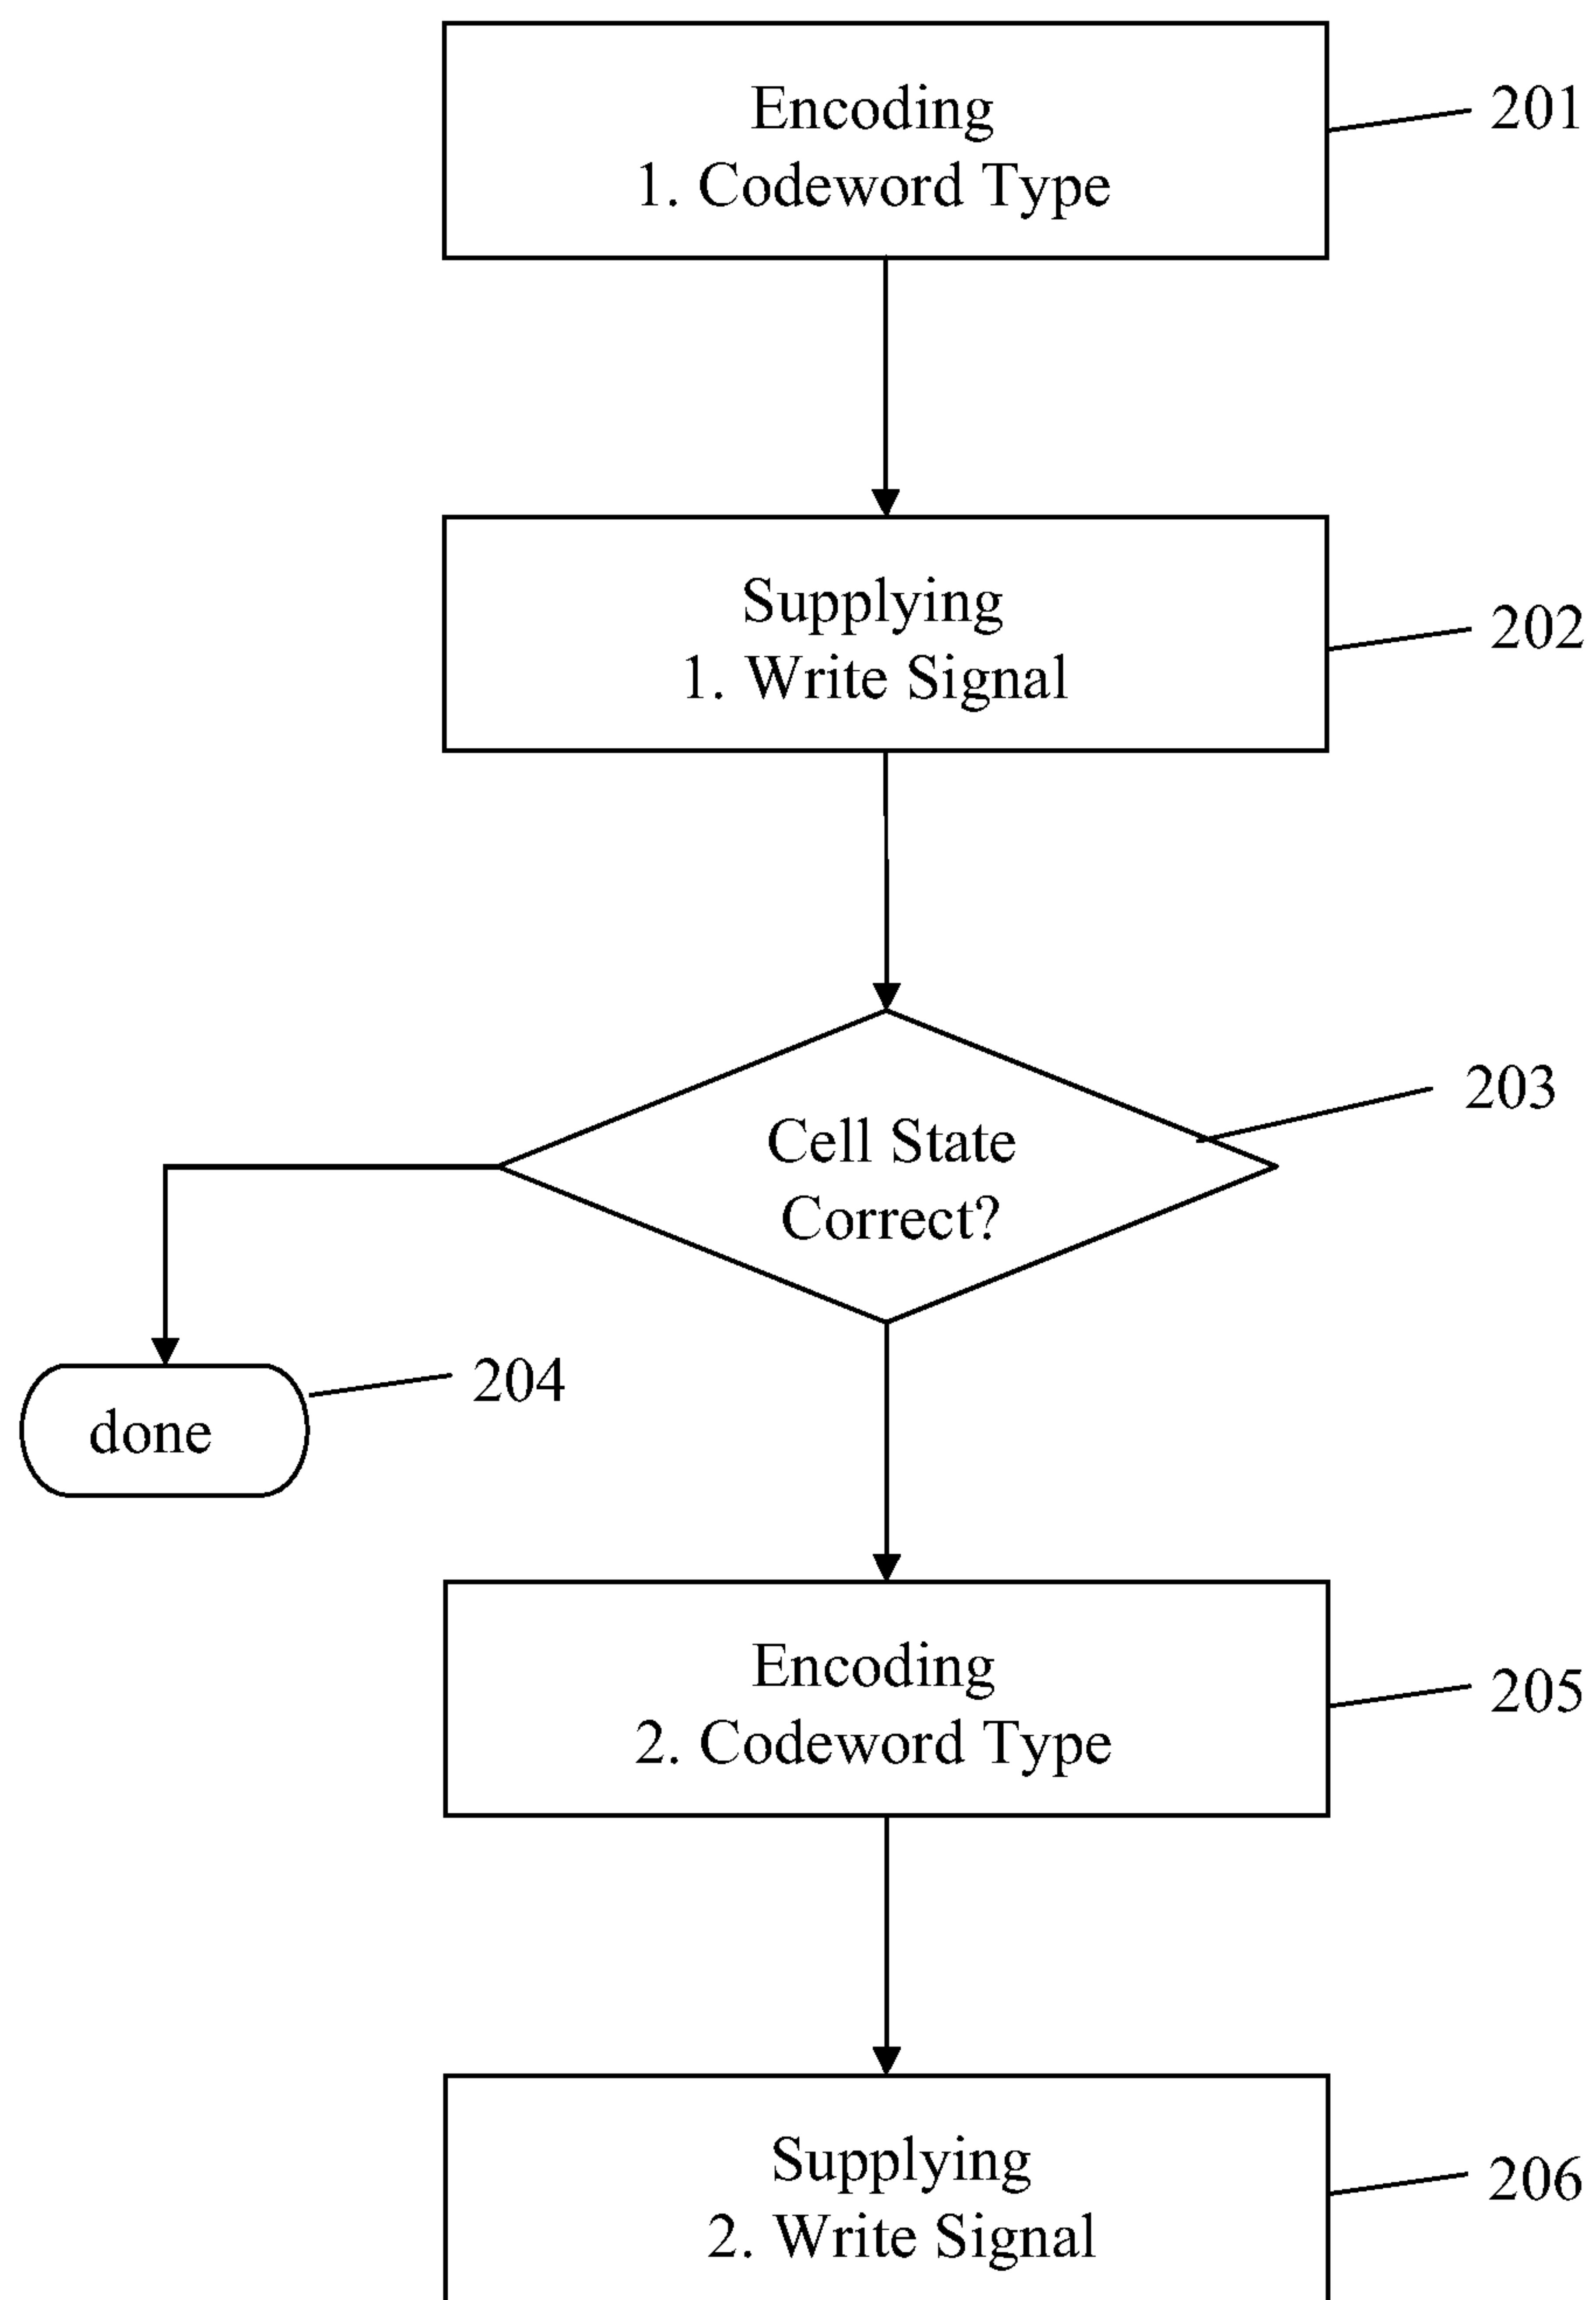 Encoding
1. Codeword Type
201
Supplying
1. Write Signal
202
Cell State
Correct?
203
done
204
Encoding
2. Codeword Type
205
Supplying
2. Write Signal
206